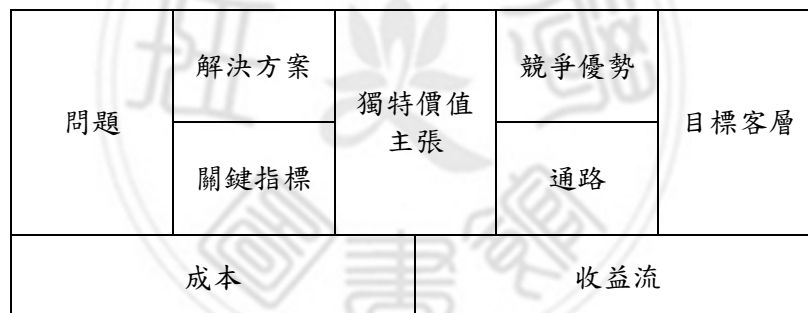 問題
解決方案
關鍵指標
獨特價值
主張
競爭優勢
通路
目標客層
成本
收益流